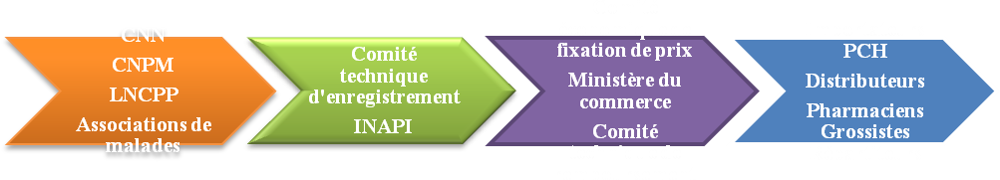 CNN
CNPM
LNCPP
Associations de
malades
Comité
technique
d'enregistrement
INAPI
fixation de prix
Ministère du
commerce
Comité
PCH
Distributeurs
Pharmaciens
Grossistes